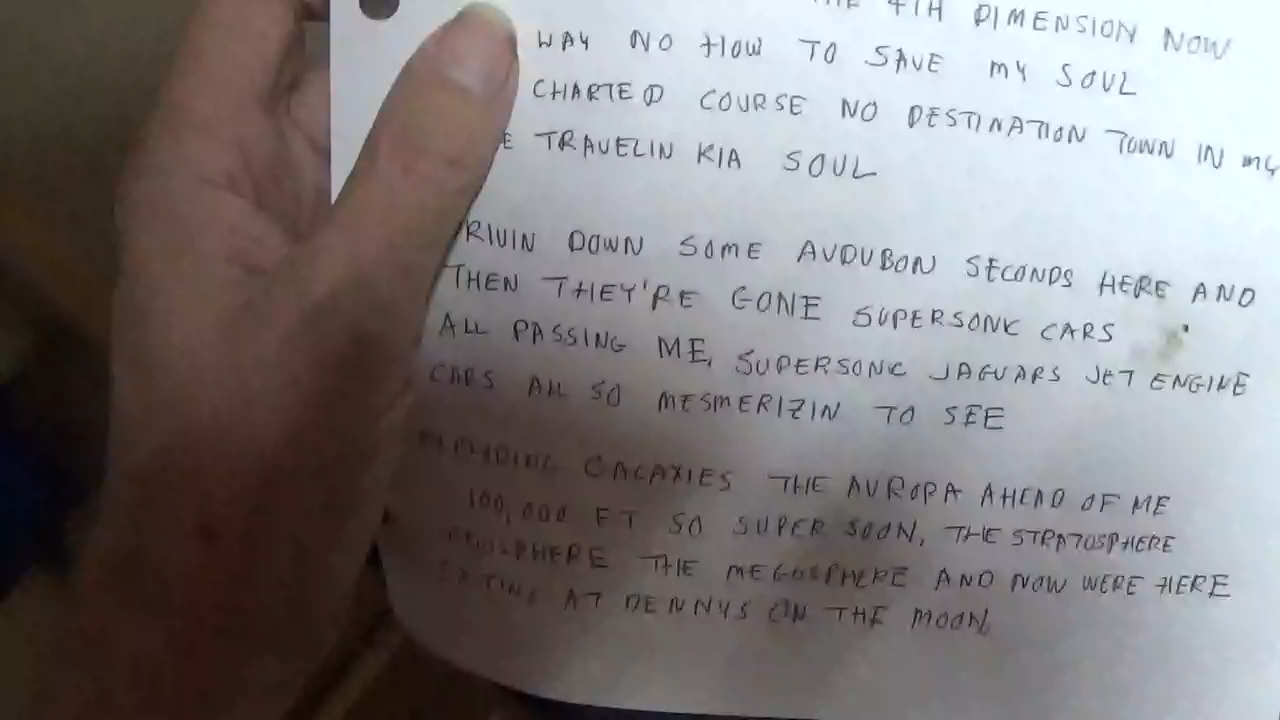 4TH DIMENSION NOW
WAY NO HOW TO SAVE MY SOUL
CHARTED COURSE NO DESTINATION TOWN IN MY
TRAVELIN KIA SOUL
RIVIN DOWN SOME AUDUBON SECONDS HERE AND
THEN THEY'RE GONE SUPERSONIC CARS
ALL PASSING ME, SUPERSONIC JAGUARS JET ENGINE
CARS ALL SO MESMERIZIN TO SEE
GALAXIES THE AVROPA AHEAD OF ME
100,000 FT SO SUPER SOON, THE STRATOSPHERE
THE MEGOSPHERE AND NOW WERE HERE
AT DENNYS ON THE MOON